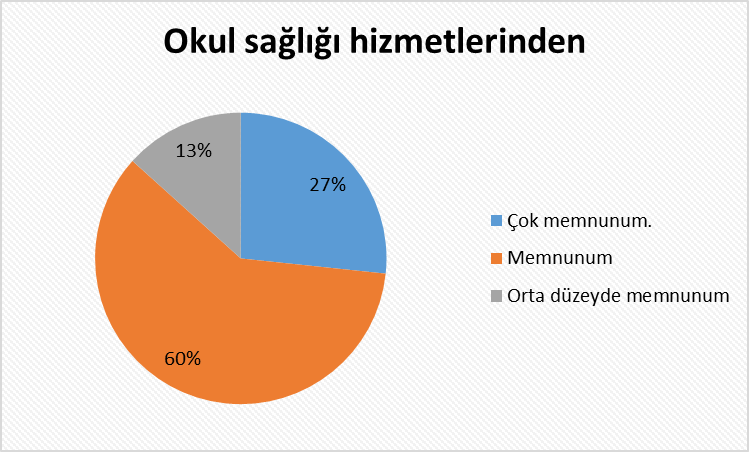 Okul sağlığı hizmetlerinden
13%
27%
60%
Çok memnunum.
Memnunum
Orta düzeyde memnunum